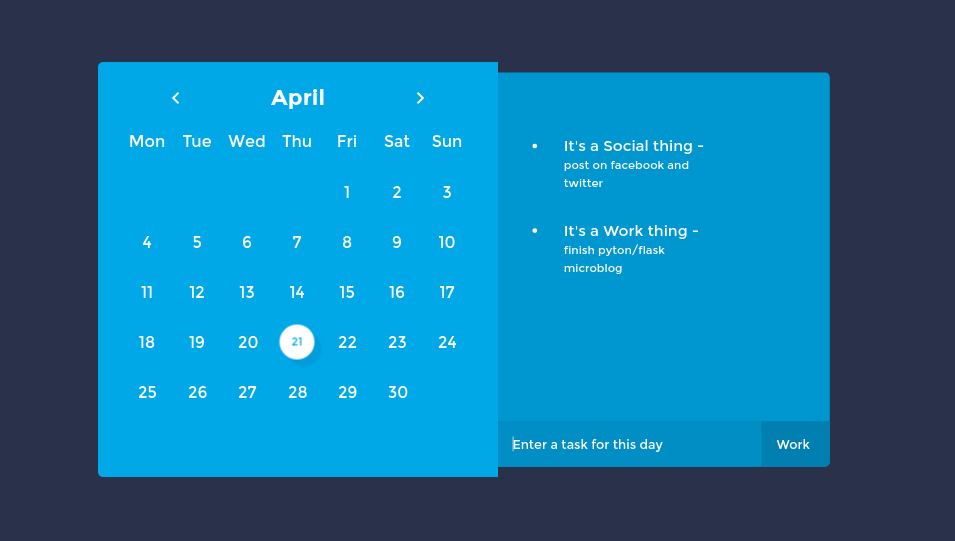 April
Mon Tue Wed Thu Fri Sat Sun
1 2 3
4 5 6 7 8 9 10
11 12 13 14 15 16 17
18 19 20 21 22 23 24
25 26 27 28 29 30
It's a Social thing -
post on facebook and
twitter
It's a Work thing -
finish pyton/flask
microblog
Enter a task for this day
Work